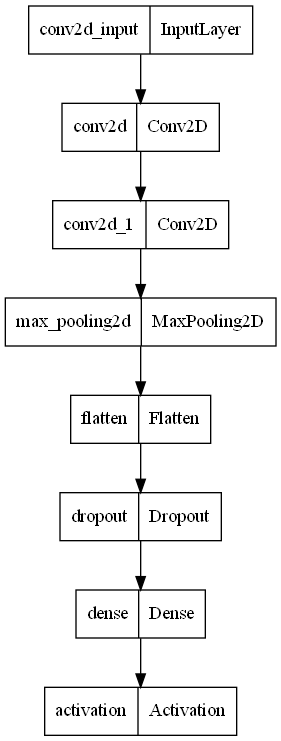 conv2d_input InputLayer
conv2d Conv2D
conv2d_1 Conv2D
max_pooling2d MaxPooling2D
flatten Flatten
dropout Dropout
dense Dense
activation Activation